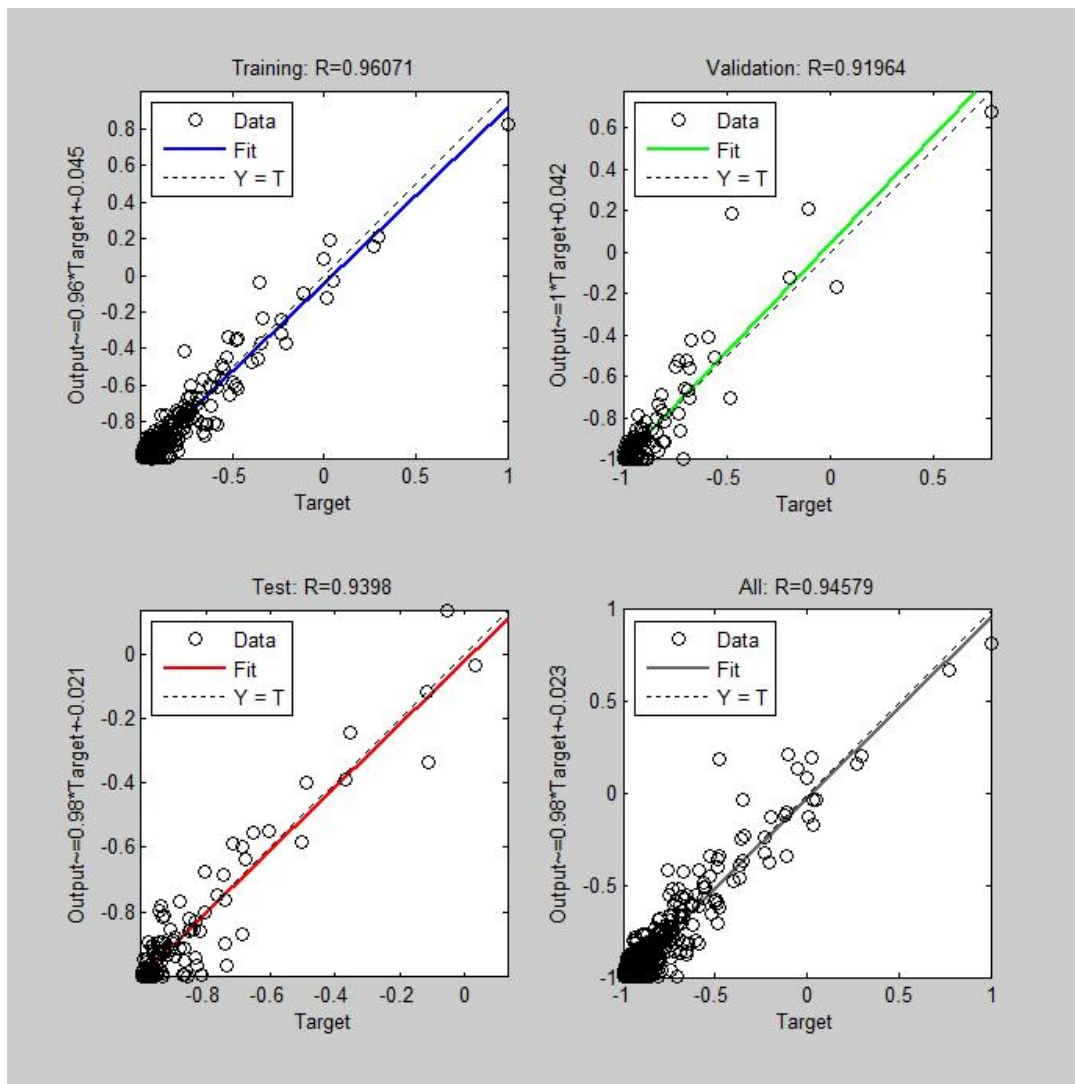 Training: R=0.96071
Output~=0.96*Target+-0.045
0.8
0.6
0.4
0.2
0
-0.2
-0.4
-0.6
-0.8
Data
Fit
Y = T
-0.5
0
0.5
1
Target
Validation: R=0.91964
Output~=1*Target+0.042
0.6
0.4
0.2
0
-0.2
-0.4
-0.6
-0.8
-1
Data
Fit
Y = T
-1
-0.5
0
0.5
Target
Test: R=0.9398
Output~=0.98*Target+-0.021
0
-0.2
-0.4
-0.6
-0.8
Data
Fit
Y = T
-0.8
-0.6
-0.4
-0.2
0
Target
All: R=0.94579
Output~=0.98*Target+-0.023
1
0.5
0
-0.5
-1
Data
Fit
Y = T
-1
-0.5
0
0.5
1
Target